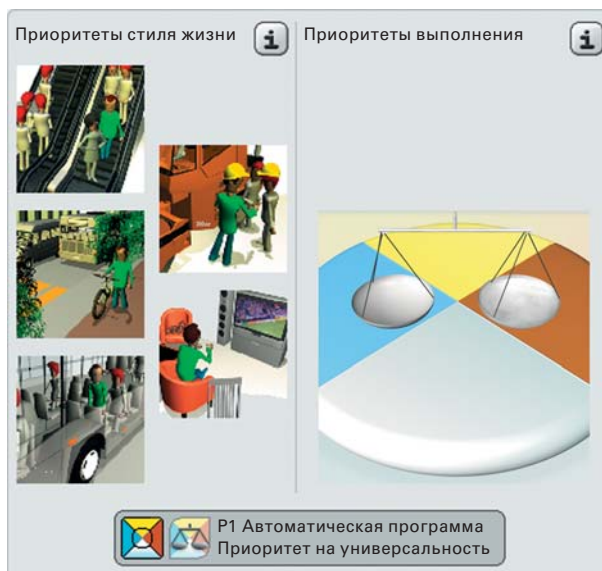 Приоритеты стиля жизни
Приоритеты выполнения
P1 Автоматическая программа
Приоритет на универсальность